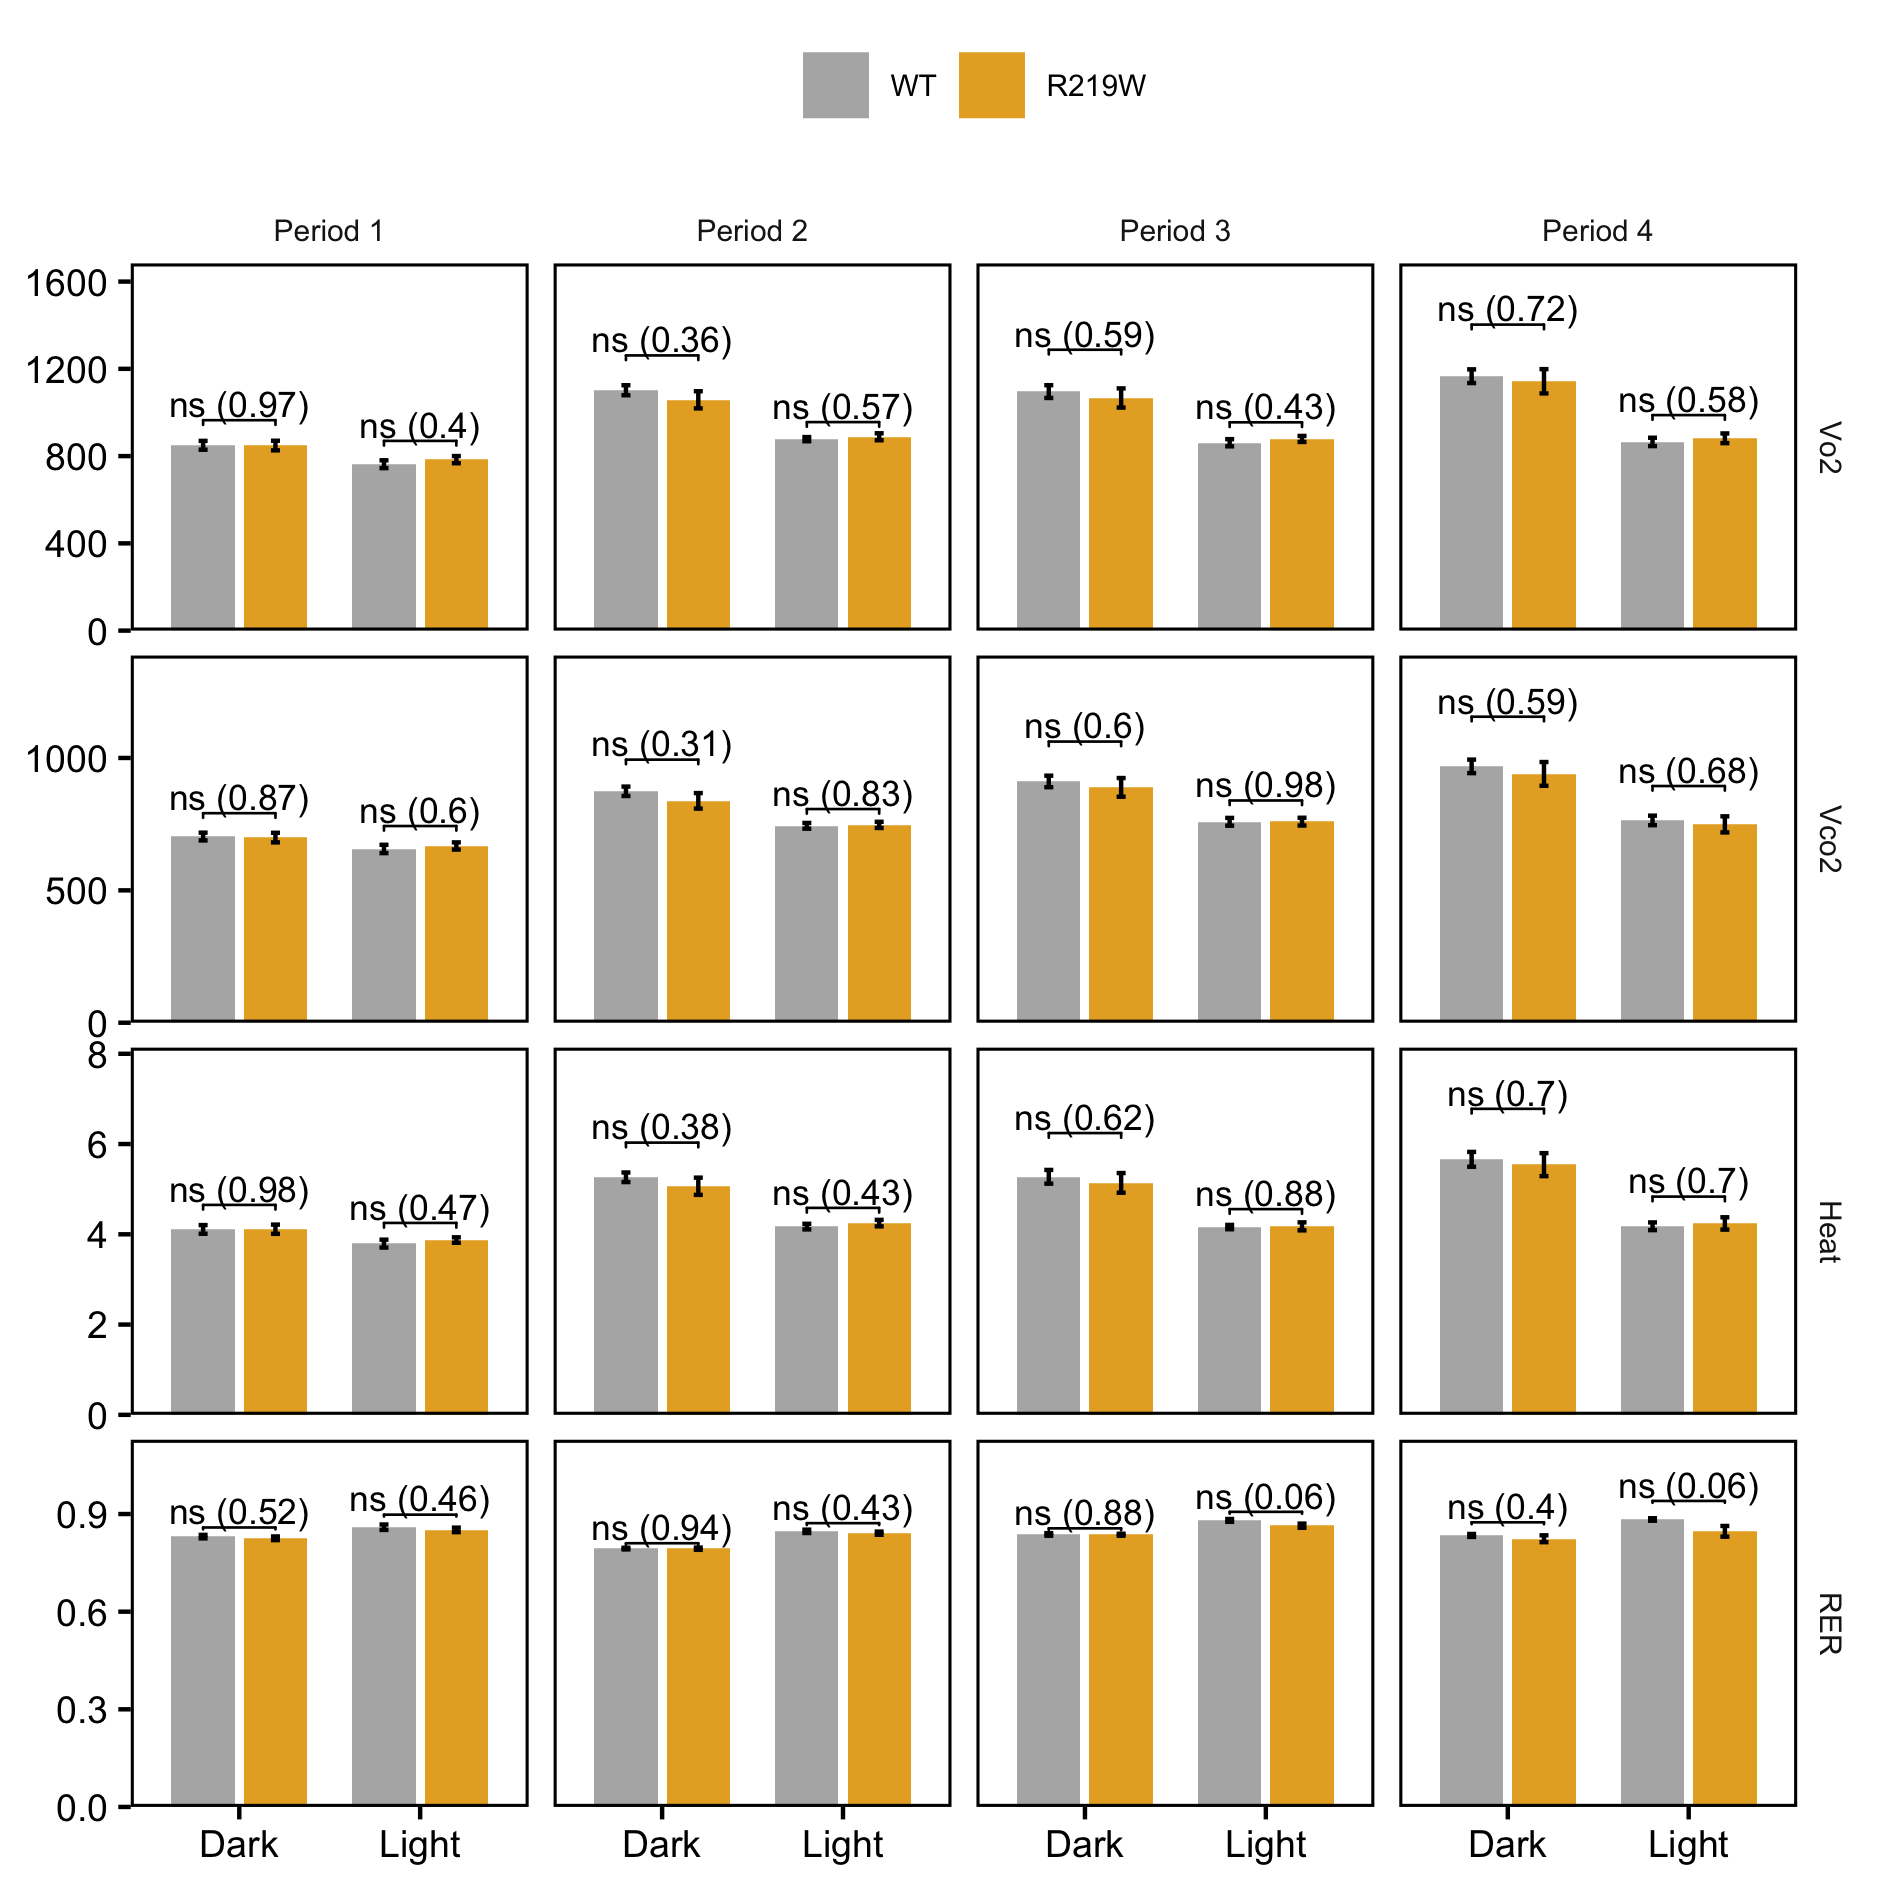 WT R219W
Period 1 Period 2 Period 3 Period 4
1600
1200
800
400
0
ns (0.97) ns (0.4)
ns (0.36) ns (0.57)
ns (0.59) ns (0.43)
ns (0.72) ns (0.58)
Vo2
1000
500
0
ns (0.87) ns (0.6)
ns (0.31) ns (0.83)
ns (0.6) ns (0.98)
ns (0.59) ns (0.68)
Vco2
8
6
4
2
0
ns (0.98) ns (0.47)
ns (0.38) ns (0.43)
ns (0.62) ns (0.88)
ns (0.7) ns (0.7)
Heat
0.9
0.6
0.3
0.0
ns (0.52) ns (0.46)
ns (0.94) ns (0.43)
ns (0.88) ns (0.06)
ns (0.4) ns (0.06)
RER
Dark Light Dark Light Dark Light Dark Light